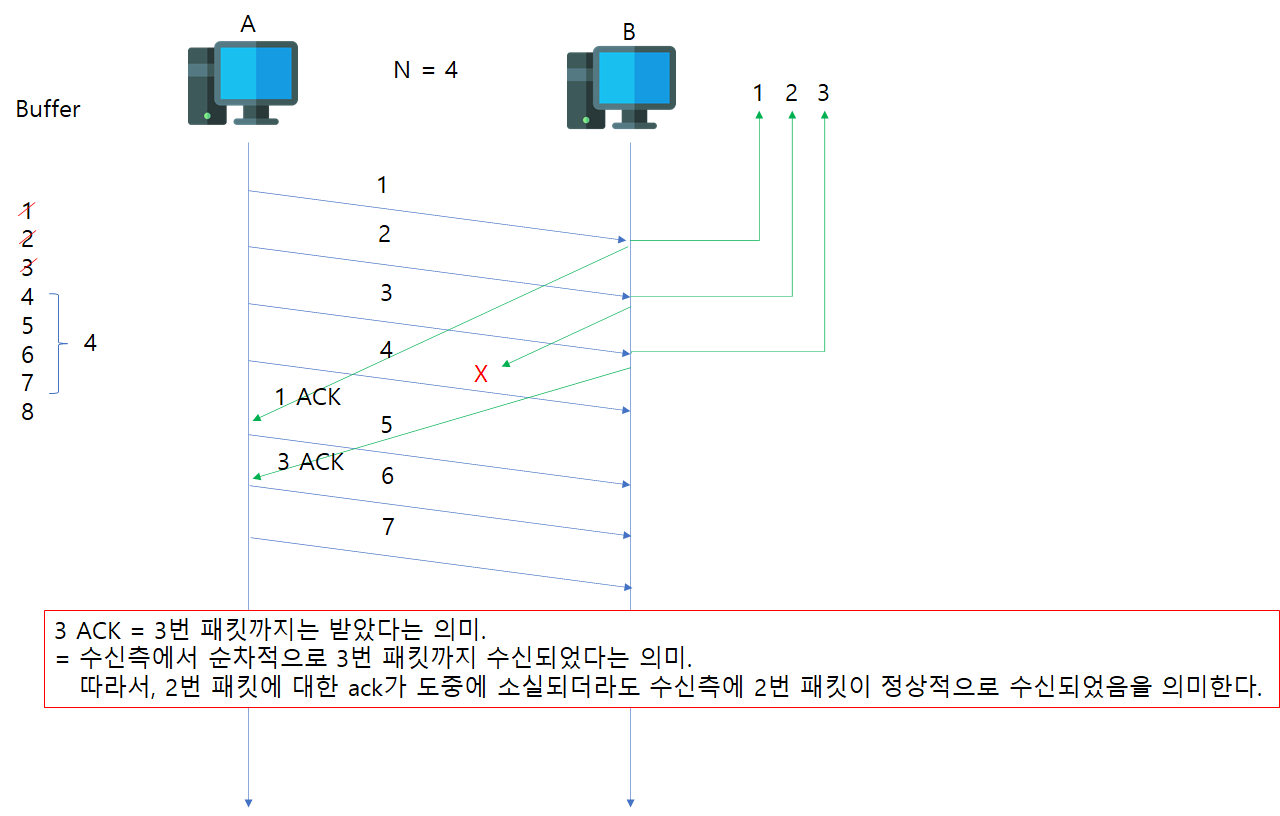 A
B
N = 4
Buffer
1 2 3
1
2
3
4
5
6
7
8
4
1
2
3
4
1 ACK
5
3 ACK
6
7
3 ACK = 3번 패킷까지는 받았다는 의미.
= 수신측에서 순차적으로 3번 패킷까지 수신되었다는 의미.
따라서, 2번 패킷에 대한 ack가 도중에 소실되더라도 수신측에 2번 패킷이 정상적으로 수신되었음을 의미한다.
X